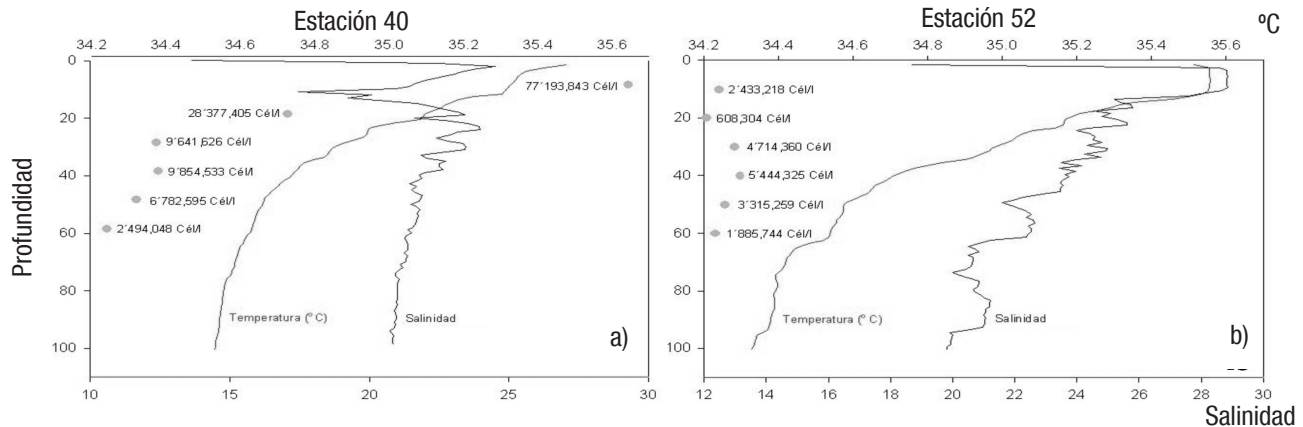 Estación 40
Estación 52
ºC
34.2 34.4 34.6 34.8 35.0 35.2 35.4 35.6
34.2 34.4 34.6 34.8 35.0 35.2 35.4 35.6
Profundidad
0
20
40
60
80
100
77´193,843 Cél/l
28´377,405 Cél/l
9´641,626 Cél/l
9´854,533 Cél/l
6´782,595 Cél/l
2´494,048 Cél/l
Temperatura (º C)
Salinidad
a)
10 15 20 25 30
0
20
40
60
80
100
2´433,218 Cél/l
608,304 Cél/l
4´714,360 Cél/l
5´444,325 Cél/l
3´315,259 Cél/l
1´885,744 Cél/l
Temperatura (º C)
Salinidad
b)
12 14 16 18 20 22 24 26 28 30
Salinidad